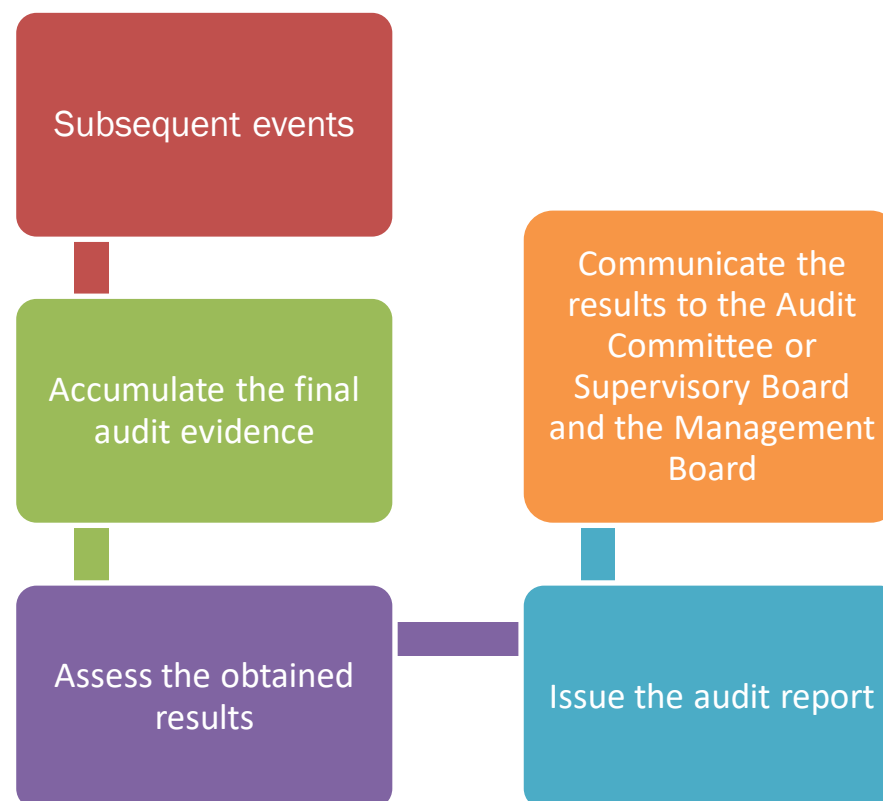 Subsequent events
Accumulate the final
audit evidence
Assess the obtained
results
Issue the audit report
Communicate the
results to the Audit
Committee or
Supervisory Board
and the Management
Board